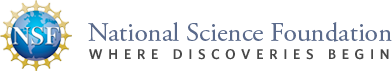 NSF
National Science Foundation
WHERE DISCOVERIES BEGIN